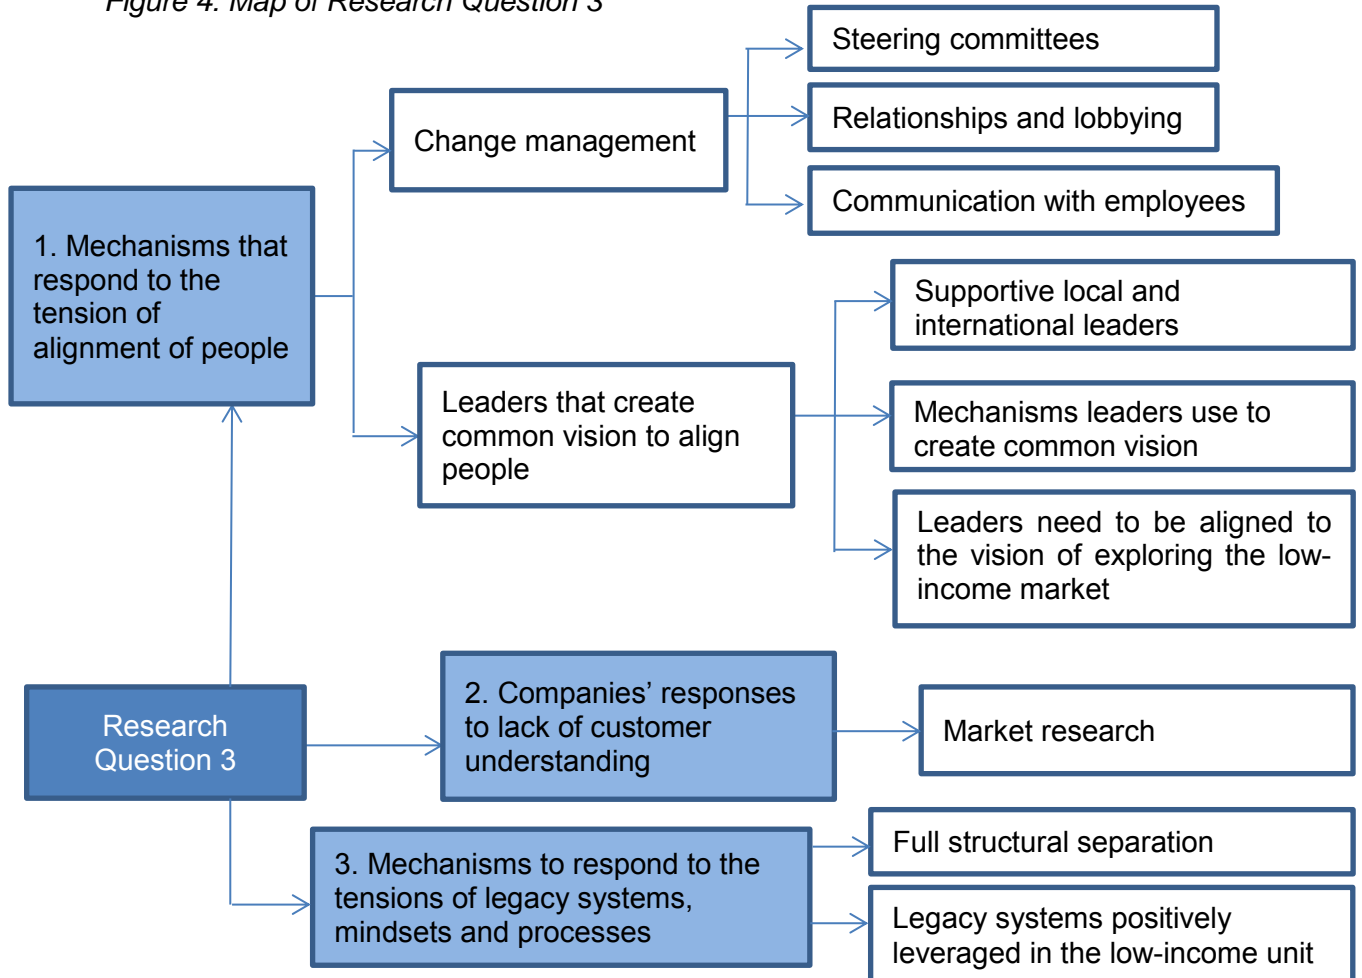 Figure 4. Map of Research Question 3
Steering committees
Change management
Relationships and lobbying
Communication with employees
1. Mechanisms that
respond to the
tension of
alignment of people
Supportive local and
international leaders
Leaders that create
common vision to align
people
Mechanisms leaders use to
create common vision
Leaders need to be aligned to
the vision of exploring the low-
income market
Research
Question 3
2. Companies’ responses
to lack of customer
understanding
Market research
3. Mechanisms to respond to the
tensions of legacy systems,
mindsets and processes
Full structural separation
Legacy systems positively
leveraged in the low-income unit